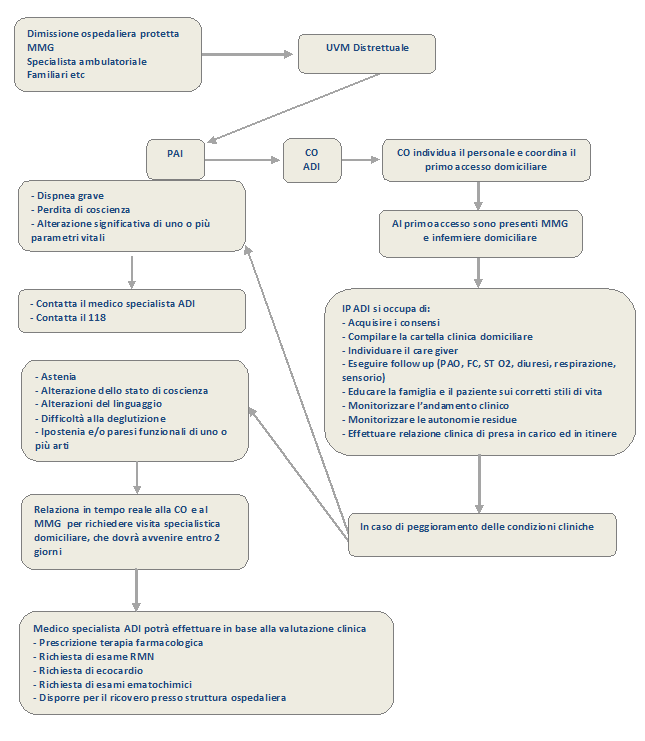 Dimissione ospedaliera protetta
MMG
Specialista ambulatoriale
Familiari etc
UVM Distrettuale
PAI
CO
ADI
CO individua il personale e coordina il
primo accesso domiciliare
Al primo accesso sono presenti MMG
e infermiere domiciliare
IP ADI si occupa di:
- Acquisire i consensi
- Compilare la cartella clinica domiciliare
- Individuare il care giver
- Eseguire follow up (PAO, FC, ST O2, diuresi, respirazione,
sensorio)
- Educare la famiglia e il paziente sui corretti stili di vita
- Monitorizzare l’andamento clinico
- Monitorizzare le autonomie residue
- Effettuare relazione clinica di presa in carico ed in itinere
In caso di peggioramento delle condizioni cliniche
- Dispnea grave
- Perdita di coscienza
- Alterazione significativa di uno o più
parametri vitali
- Contatta il medico specialista ADI
- Contatta il 118
- Astenia
- Alterazione dello stato di coscienza
- Alterazioni del linguaggio
- Difficoltà alla deglutizione
- Ipostenia e/o paresi funzionali di uno o
più arti
Relaziona in tempo reale alla CO e al
MMG per richiedere visita specialistica
domiciliare, che dovrà avvenire entro 2
giorni
Medico specialista ADI potrà effettuare in base alla valutazione clinica
- Prescrizione terapia farmacologica
- Richiesta di esame RMN
- Richiesta di ecocardio
- Richiesta di esami ematochimici
- Disporre per il ricovero presso struttura ospedaliera